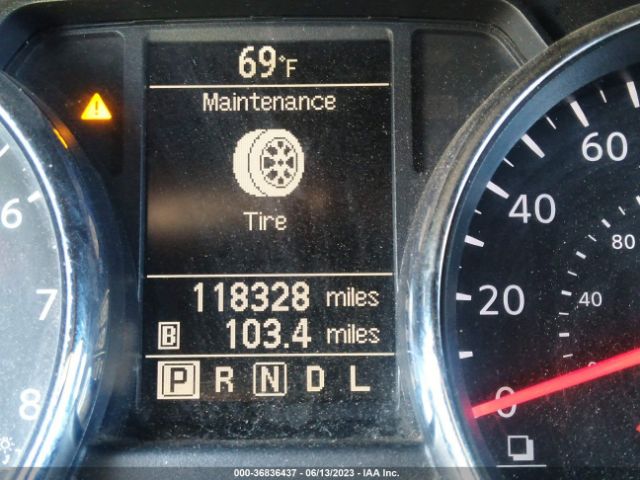 69°F
Maintenance
Tire
118328 miles
B 103.4 miles
P R N D L
6
7
8
60
40
20
0
80
40
000-36836437 - 06/13/2023 - IAA Inc.